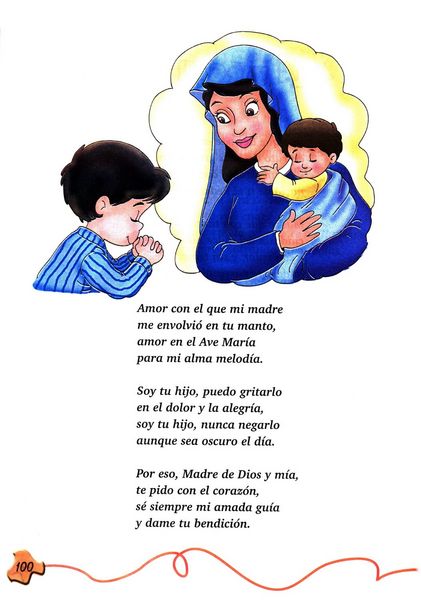 Amor con el que mi madre
me envolvió en tu manto,
amor en el Ave María
para mi alma melodía.
Soy tu hijo, puedo gritarlo
en el dolor y la alegría,
soy tu hijo, nunca negarlo
aunque sea oscuro el día.
Por eso, Madre de Dios y mía,
te pido con el corazón,
sé siempre mi amada guía
y dame tu bendición.
100